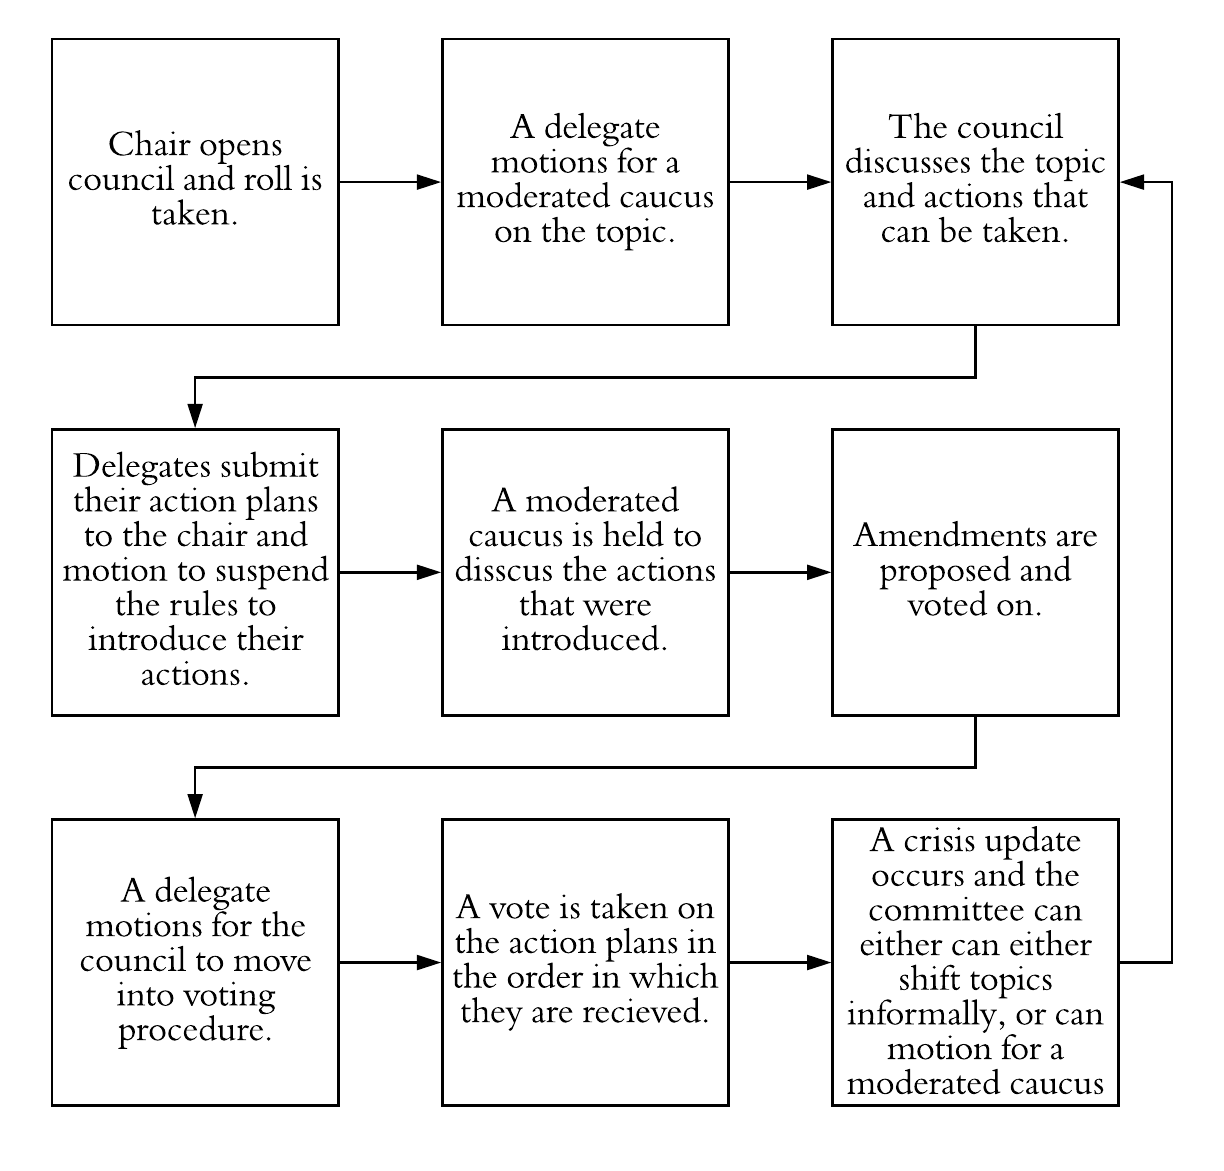 Chair opens
council and roll is
taken.
A delegate
motions for a
moderated caucus
on the topic.
The council
discusses the topic
and actions that
can be taken.
Delegates submit
their action plans
to the chair and
motion to suspend
the rules to
introduce their
actions.
A moderated
caucus is held to
disscus the actions
that were
introduced.
Amendments are
proposed and
voted on.
A delegate
motions for the
council to move
into voting
procedure.
A vote is taken on
the action plans in
the order in which
they are recieved.
A crisis update
occurs and the
committee can
either can either
shift topics
informally, or can
motion for a
moderated caucus